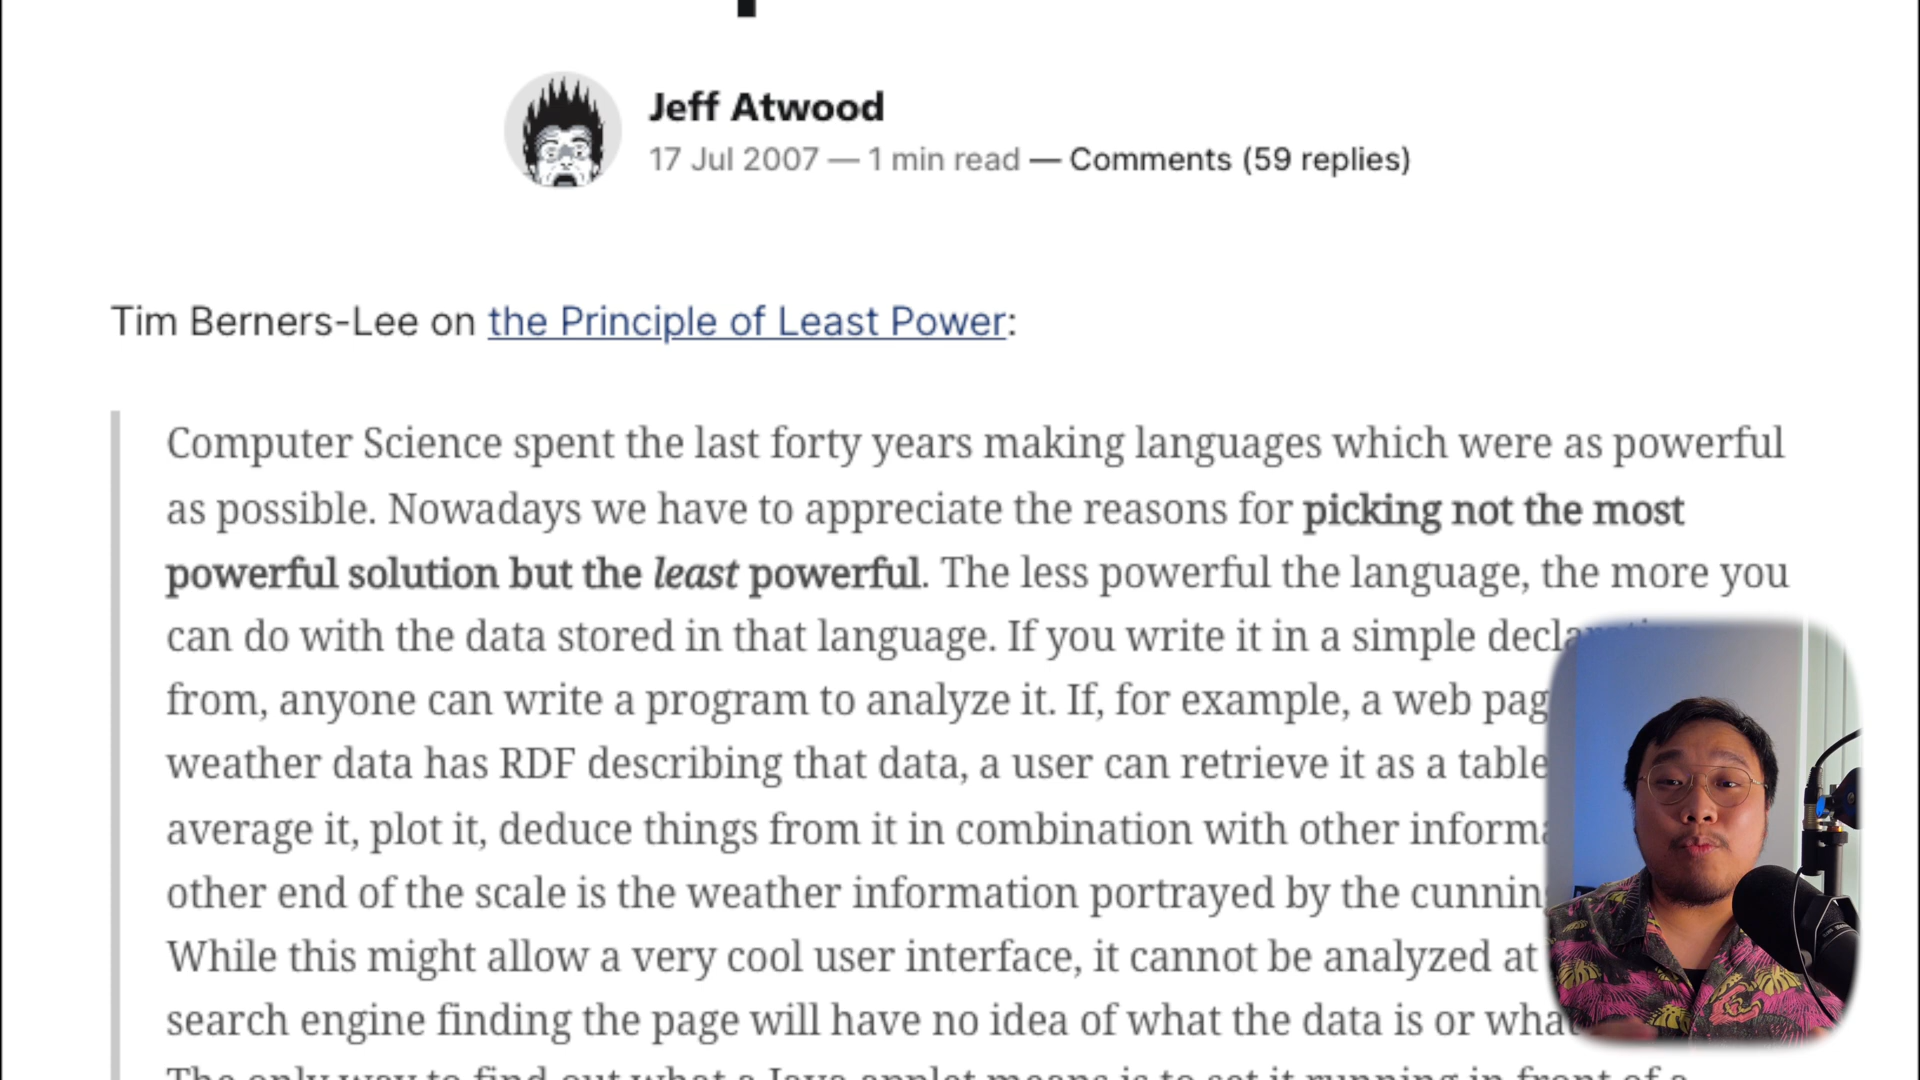 Jeff Atwood
17 Jul 2007 — 1 min read — Comments (59 replies)
Tim Berners-Lee on the Principle of Least Power:
Computer Science spent the last forty years making languages which were as powerful
as possible. Nowadays we have to appreciate the reasons for picking not the most
powerful solution but the least powerful. The less powerful the language, the more you
can do with the data stored in that language. If you write it in a simple
from, anyone can write a program to analyze it. If, for example, a web pag
weather data has RDF describing that data, a user can retrieve it as a table
average it, plot it, deduce things from it in combination with other inform
other end of the scale is the weather information portrayed by the cunnin
While this might allow a very cool user interface, it cannot be analyzed at
search engine finding the page will have no idea of what the data is or wha
The only way to find out what a Java applet means is to set it running in front of a